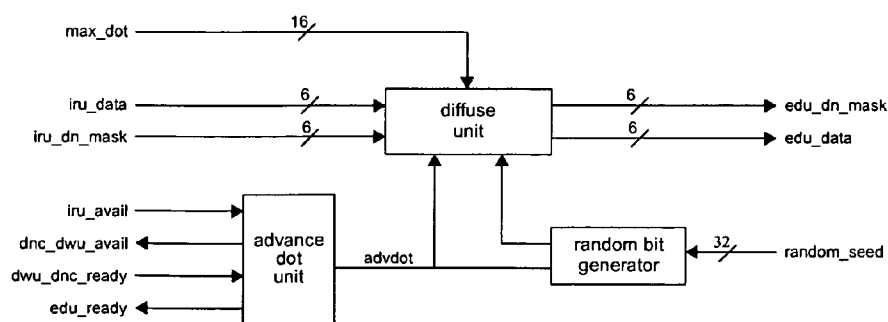 max_dot 16
iru_data 6 diffuse unit 6 edu_dn_mask
iru_dn_mask 6 6 edu_data
iru_avail
dnc_dwu_avail
dwu_dnc_ready
edu_ready
advance dot unit
advdot
random bit generator
32 random_seed